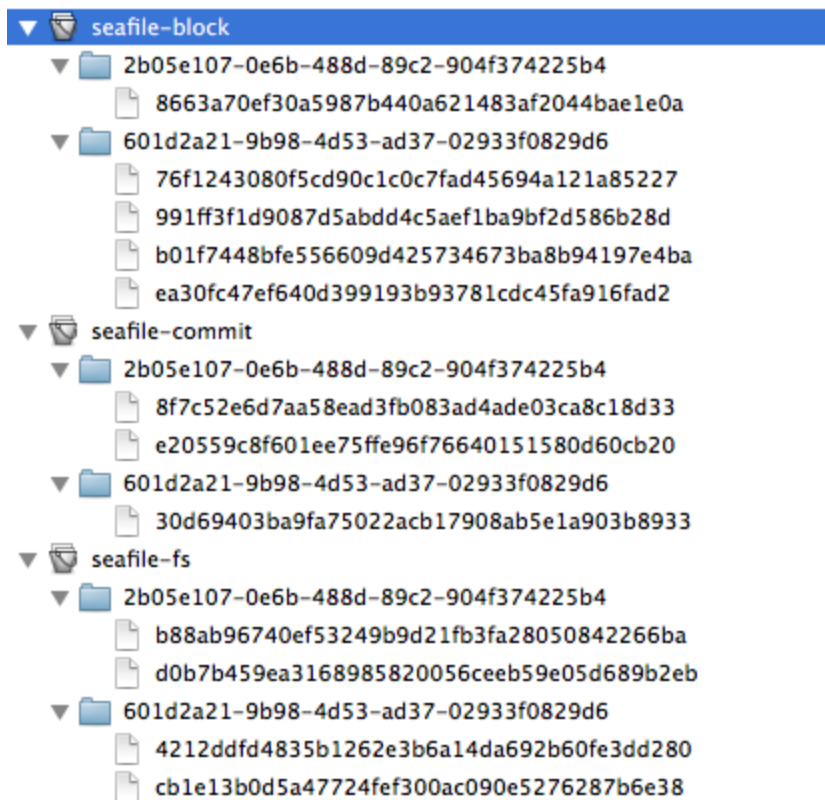 seafile-block
2b05e107-0e6b-488d-89c2-904f374225b4
8663a70ef30a5987b440a621483af2044bae1e0a
601d2a21-9b98-4d53-ad37-02933f0829d6
76f1243080f5cd90c1c0c7fad45694a121a85227
991ff3f1d9087d5abdd4c5aef1ba9bf2d586b28d
b01f7448bfe556609d425734673ba8b94197e4ba
ea30fc47ef640d399193b93781cdc45fa916fad2
seafile-commit
2b05e107-0e6b-488d-89c2-904f374225b4
8f7c52e6d7aa58ead3fb083ad4ade03ca8c18d33
e20559c8f601ee75ffe96f76640151580d60cb20
601d2a21-9b98-4d53-ad37-02933f0829d6
30d69403ba9fa75022acb17908ab5e1a903b8933
seafile-fs
2b05e107-0e6b-488d-89c2-904f374225b4
b88ab96740ef53249b9d21fb3fa28050842266ba
d0b7b459ea3168985820056ceeb59e05d689b2eb
601d2a21-9b98-4d53-ad37-02933f0829d6
4212ddfd4835b1262e3b6a14da692b60fe3dd280
cb1e13b0d5a47724fef300ac090e5276287b6e38